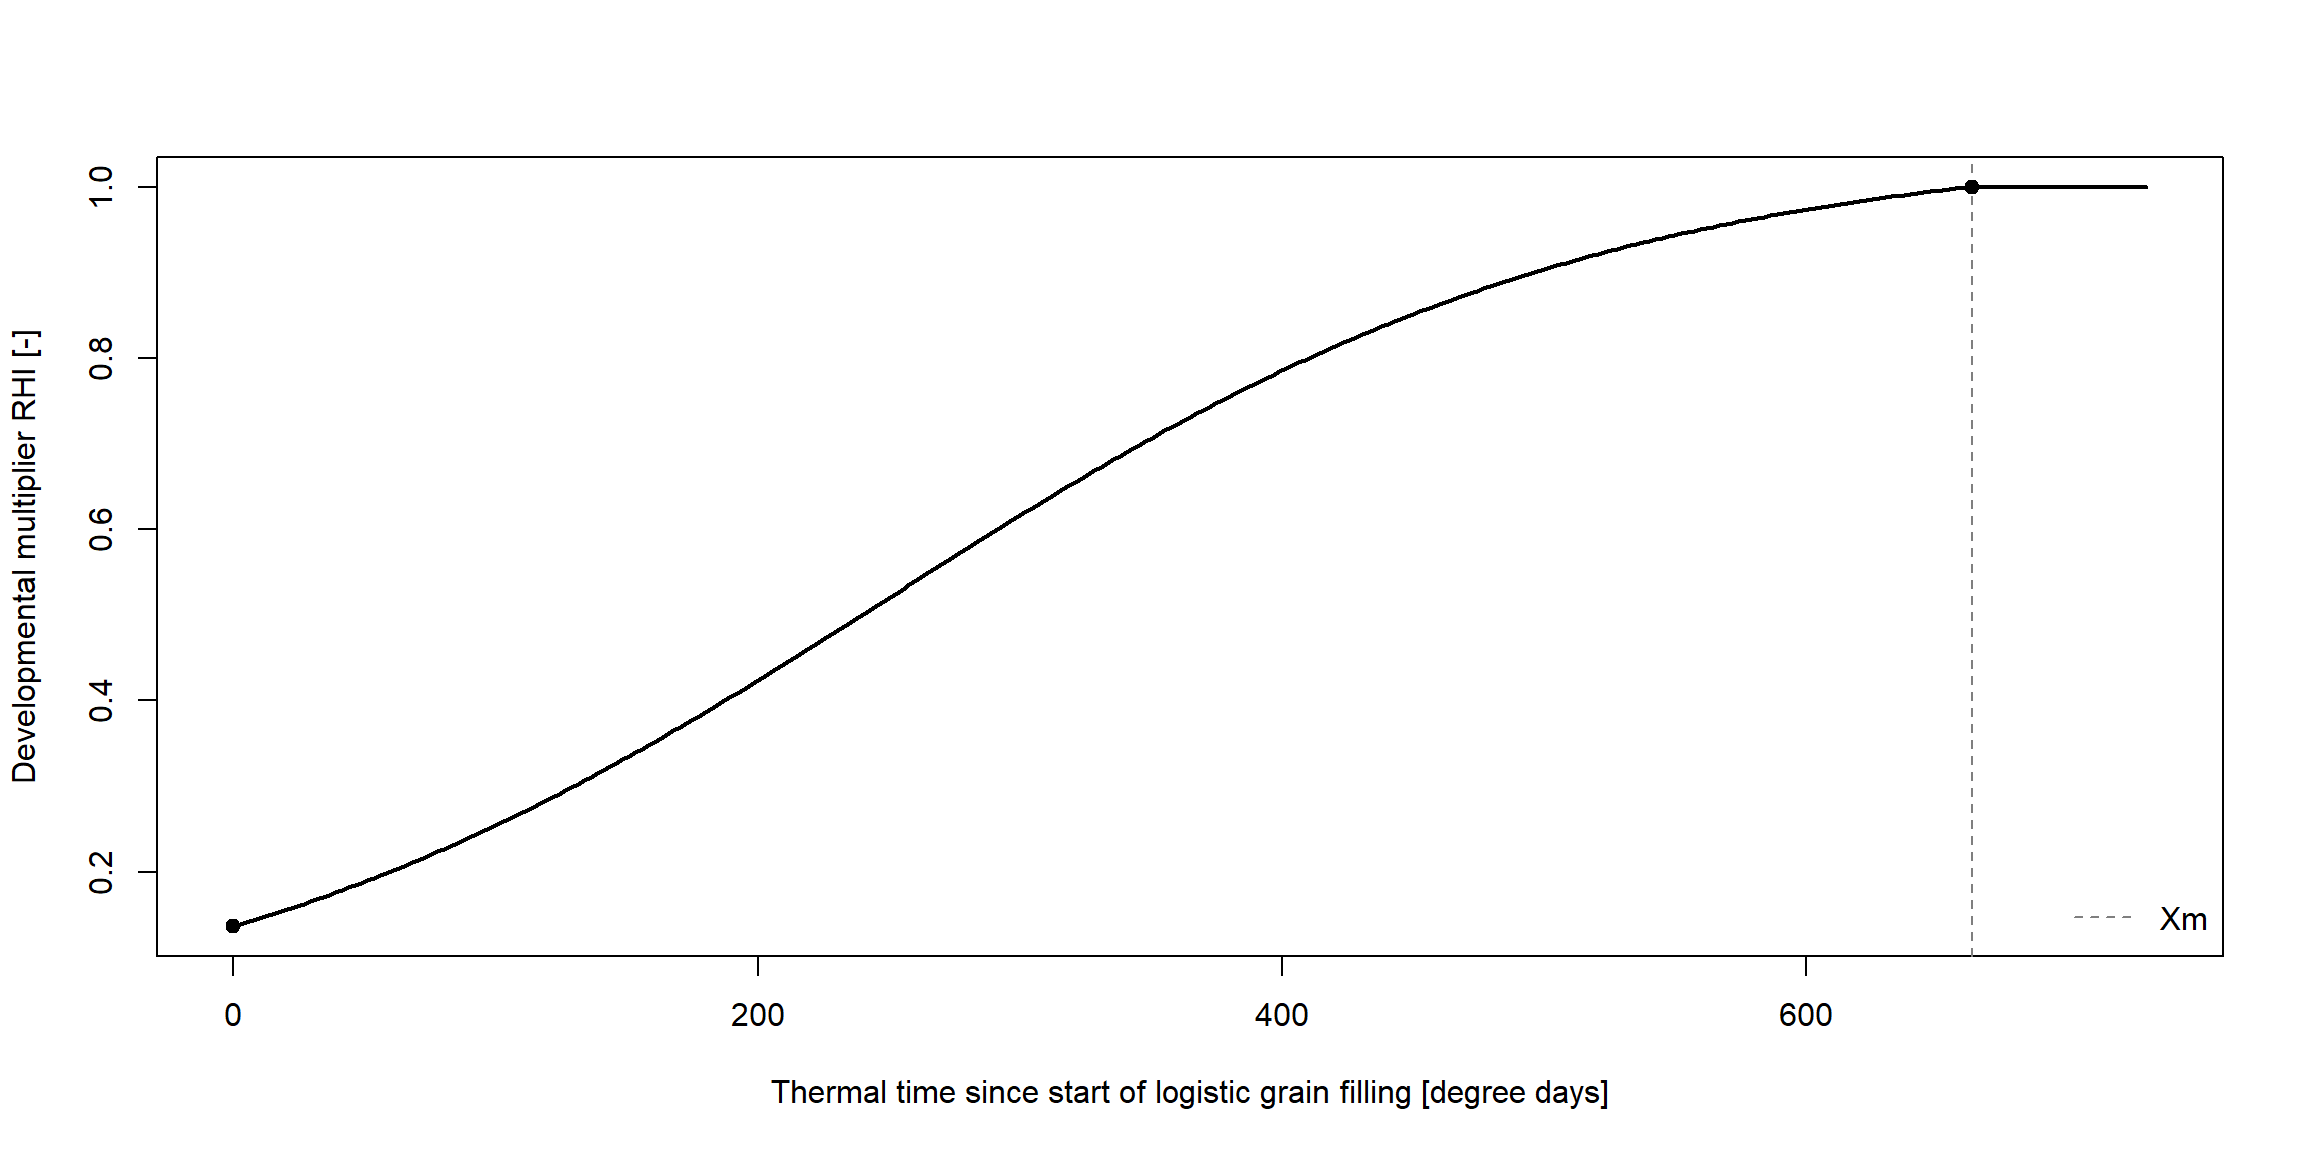 1.0
0.8
0.6
0.4
0.2
Developmental multiplier RHI [-]
Xm
0 200 400 600
Thermal time since start of logistic grain filling [degree days]